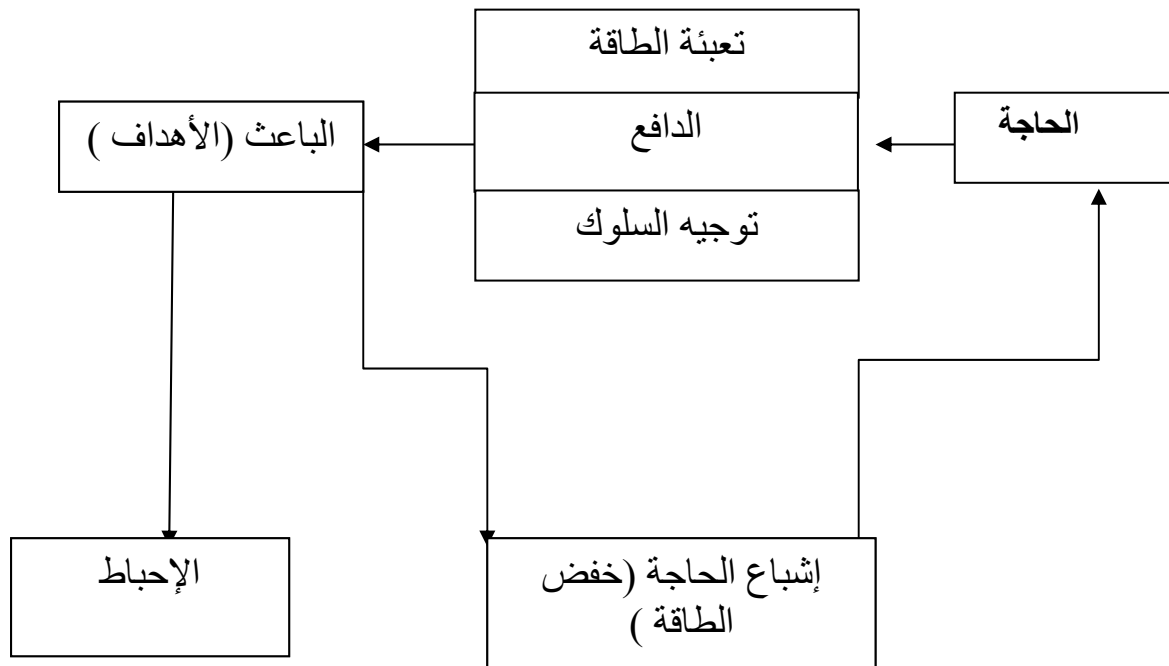 تعبئة الطاقة
الحاجة
الدافع
الباعث (الأهداف )
توجيه السلوك
إشباع الحاجة (خفض
الطاقة )
الإحباط